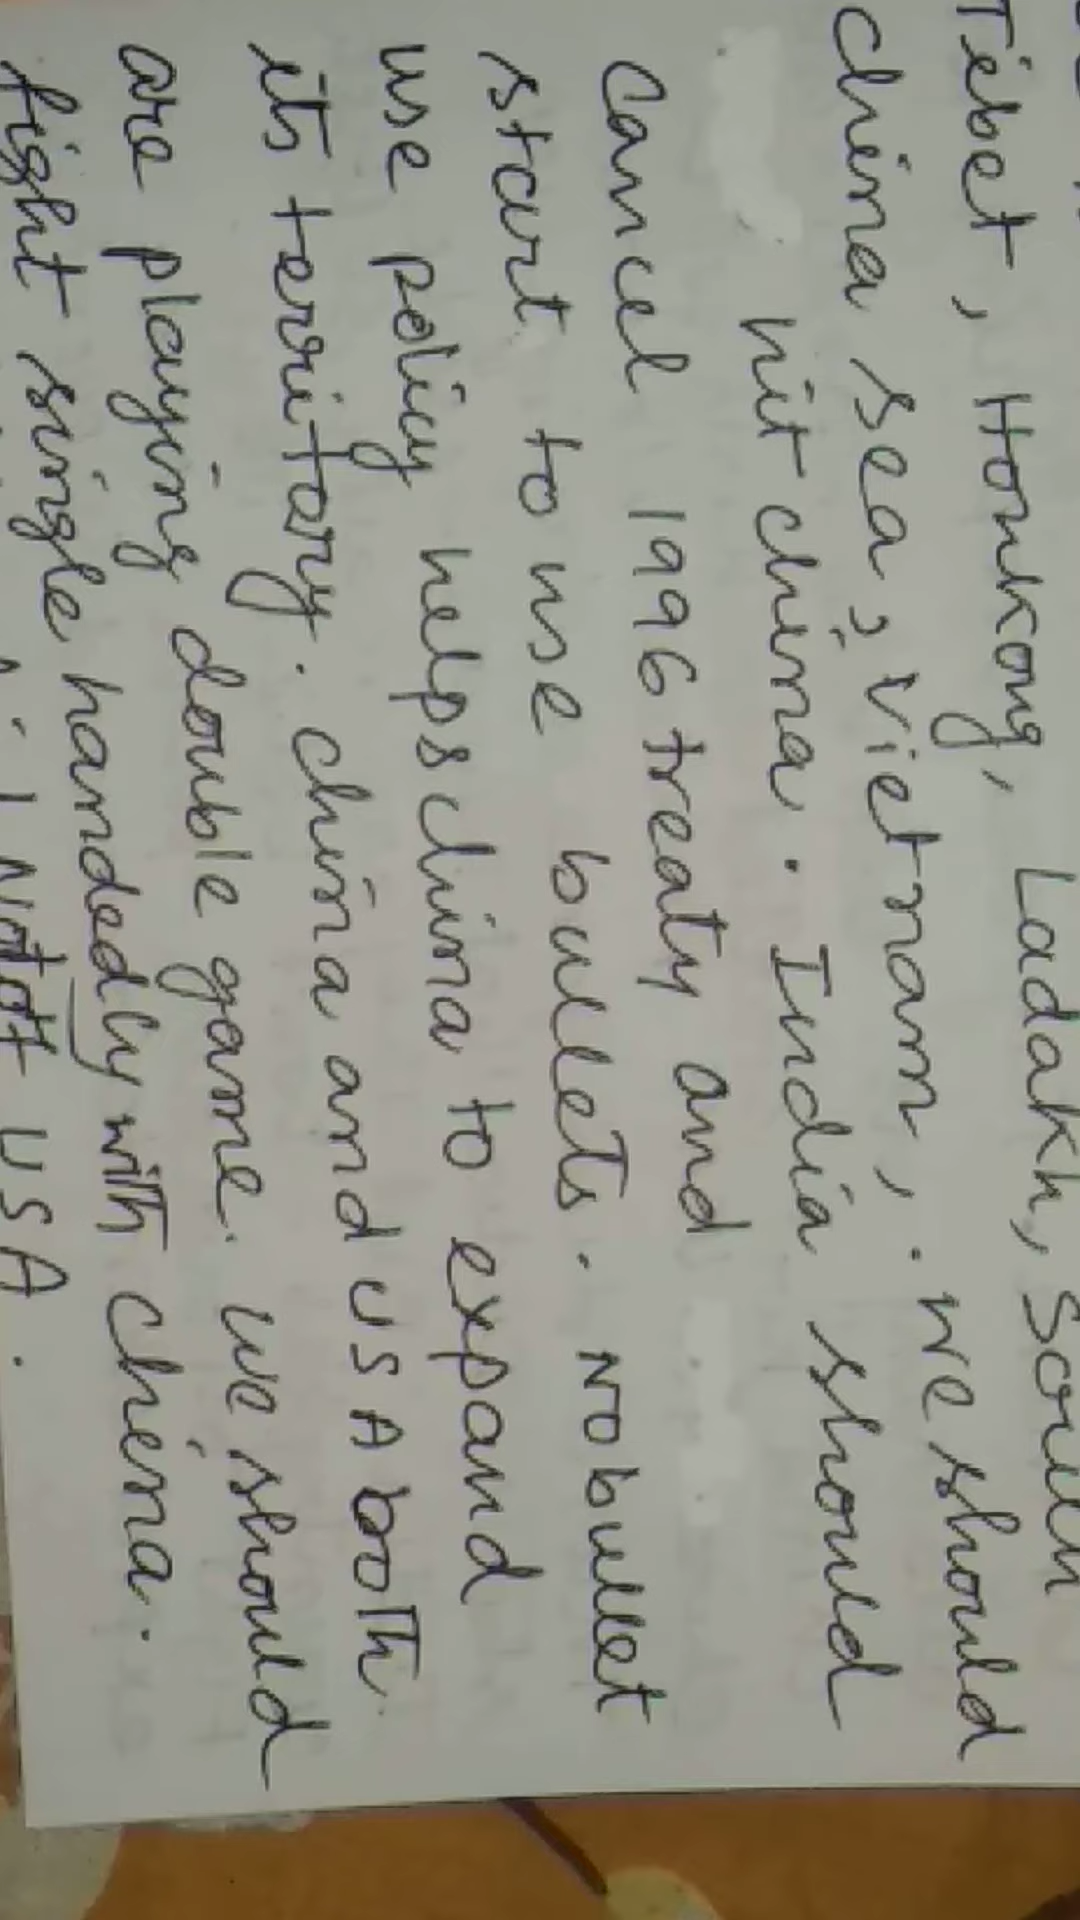 Tibet, Honkong, Ladakh, South
China sea, Vietnam, . we should
hit china . India should
Cancel 1996 treaty and
start to use bullets . No bullet
use policy helps china to expand
its territory . china and USA both
are playing double game . we should
fight single handedly with china .
USA .